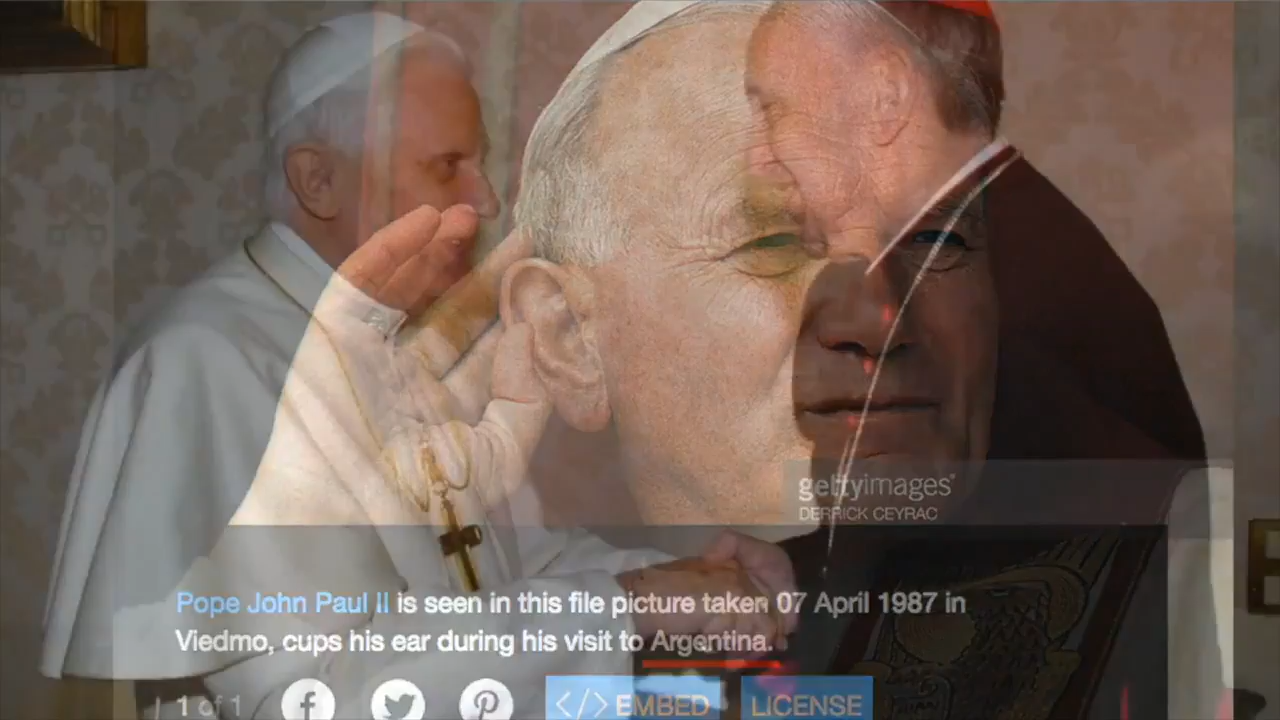 gettyimages®
DERRICK CEYRAC
Pope John Paul II is seen in this file picture taken 07 April 1987 in
Viedmo, cups his ear during his visit to Argentina.
1 of 1
</> EMBED
LICENSE